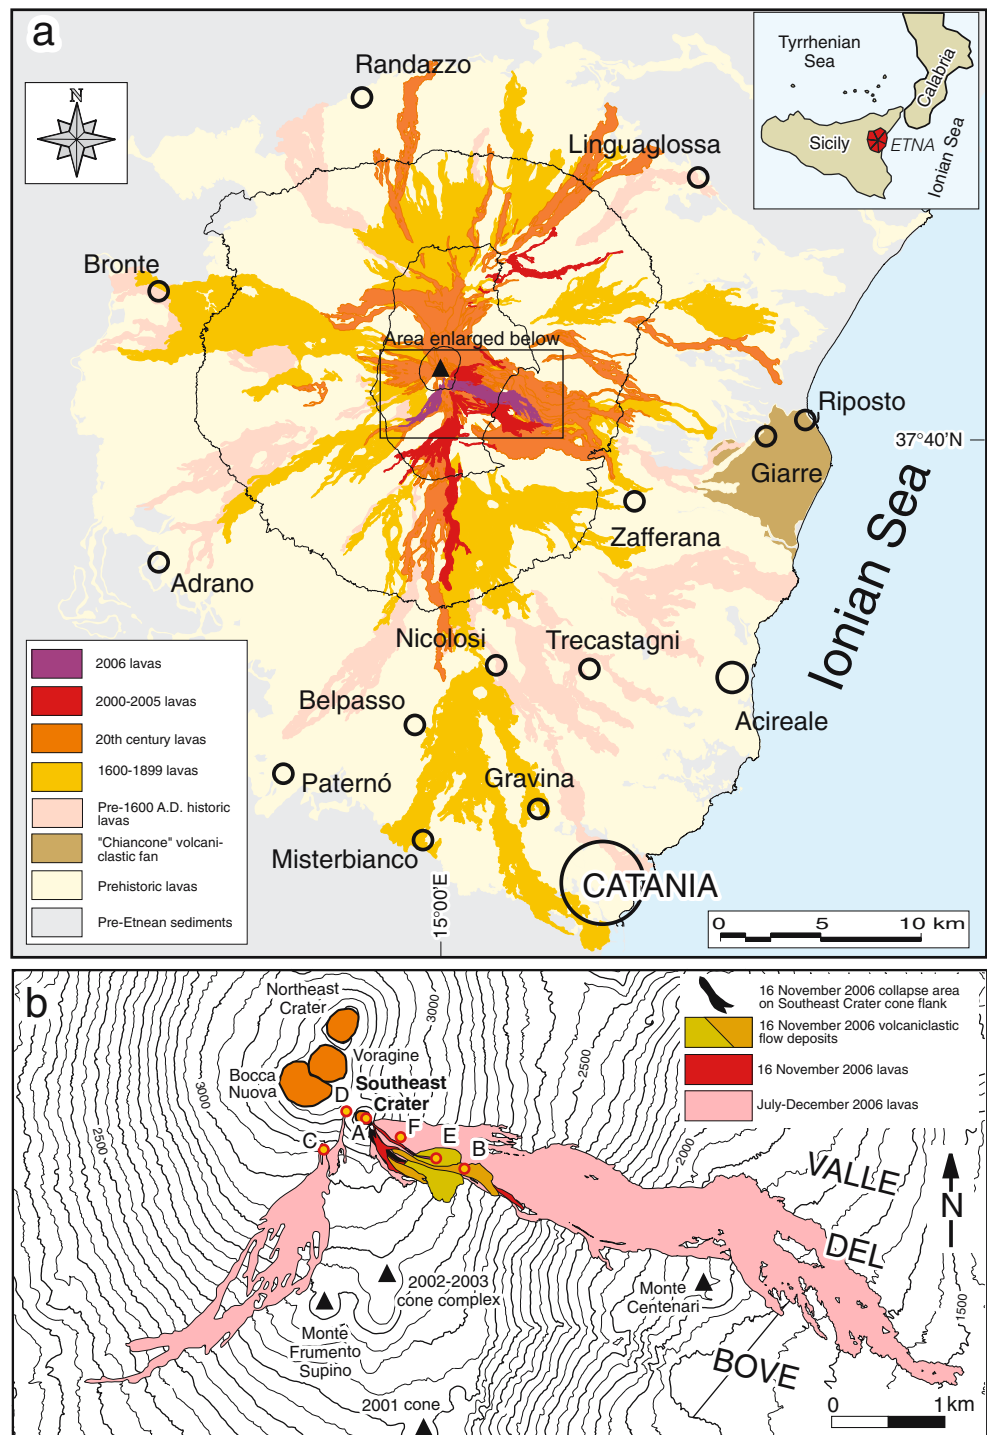 a
N
Randazzo
Linguaglossa
Tyrrhenian
Sea
Calabria
Sicily
ETNA
Ionian Sea
Bronte
Area enlarged below
Riposto
37°40'N
Giarre
Zafferana
Ionian Sea
Adrano
Nicolosi
Trecastagni
Belpasso
Acireale
Paternó
Gravina
Misterbianco
CATANIA
15°00'E
2006 lavas
2000-2005 lavas
20th century lavas
1600-1899 lavas
Pre-1600 A.D. historic
lavas
"Chiancone" volcani-
clastic fan
Prehistoric lavas
Pre-Etnean sediments
0 5 10 km
b
Northeast
Crater
3000
Voragine
Bocca
Nuova
Southeast
Crater
3000
2500
2500
D
A
F
C
E
B
2000
VALLE
DEL
BOVE
N
2002-2003
cone complex
Monte
Centenari
Monte
Frumento
Supino
2001 cone
1500
16 November 2006 collapse area
on Southeast Crater cone flank
16 November 2006 volcaniclastic
flow deposits
16 November 2006 lavas
July-December 2006 lavas
0 1 km